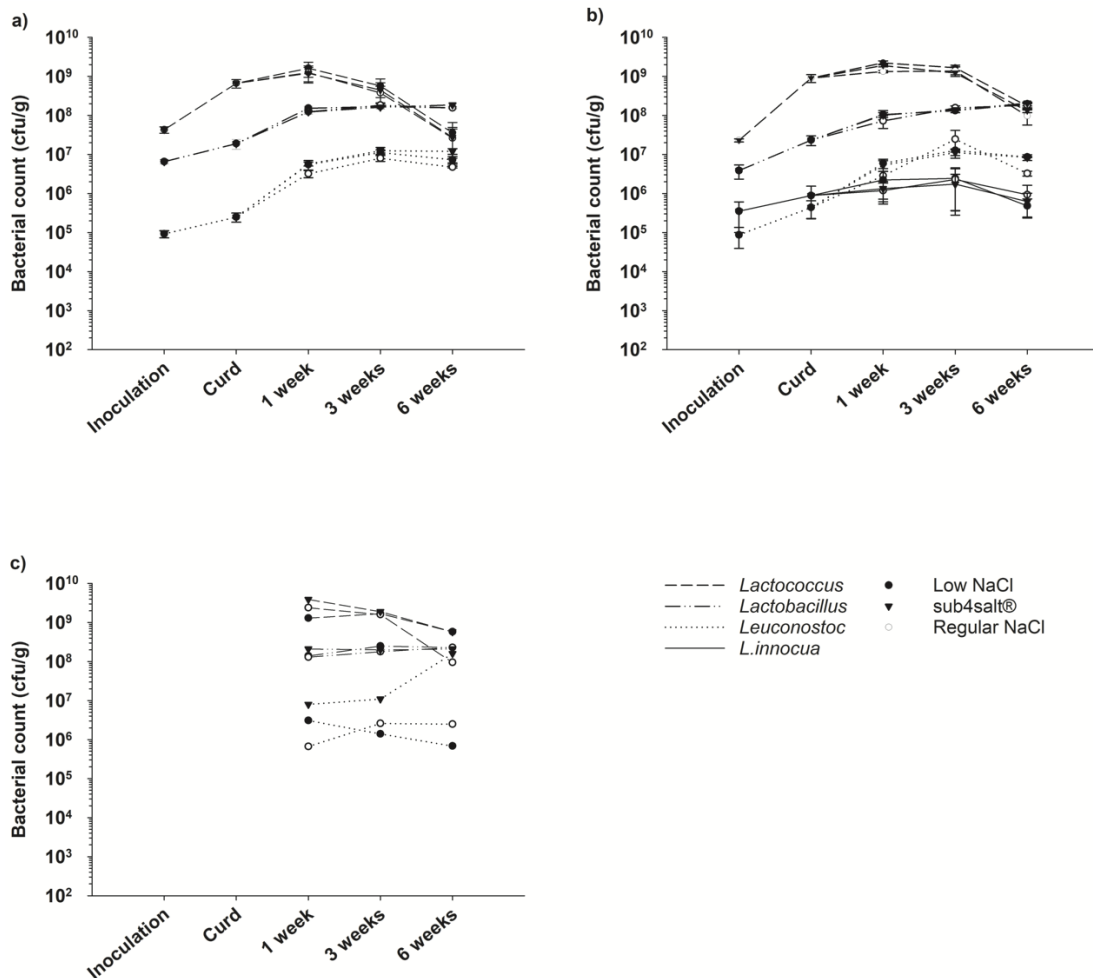 a)
Bacterial count (cfu/g)
10¹⁰
10⁹
10⁸
10⁷
10⁶
10⁵
10⁴
10³
10²
Inoculation
Curd
1 week
3 weeks
6 weeks
b)
Bacterial count (cfu/g)
10¹⁰
10⁹
10⁸
10⁷
10⁶
10⁵
10⁴
10³
10²
Inoculation
Curd
1 week
3 weeks
6 weeks
c)
Bacterial count (cfu/g)
10¹⁰
10⁹
10⁸
10⁷
10⁶
10⁵
10⁴
10³
10²
Inoculation
Curd
1 week
3 weeks
6 weeks
Lactococcus Low NaCl
Lactobacillus sub4salt®
Leuconostoc Regular NaCl
L.innocua